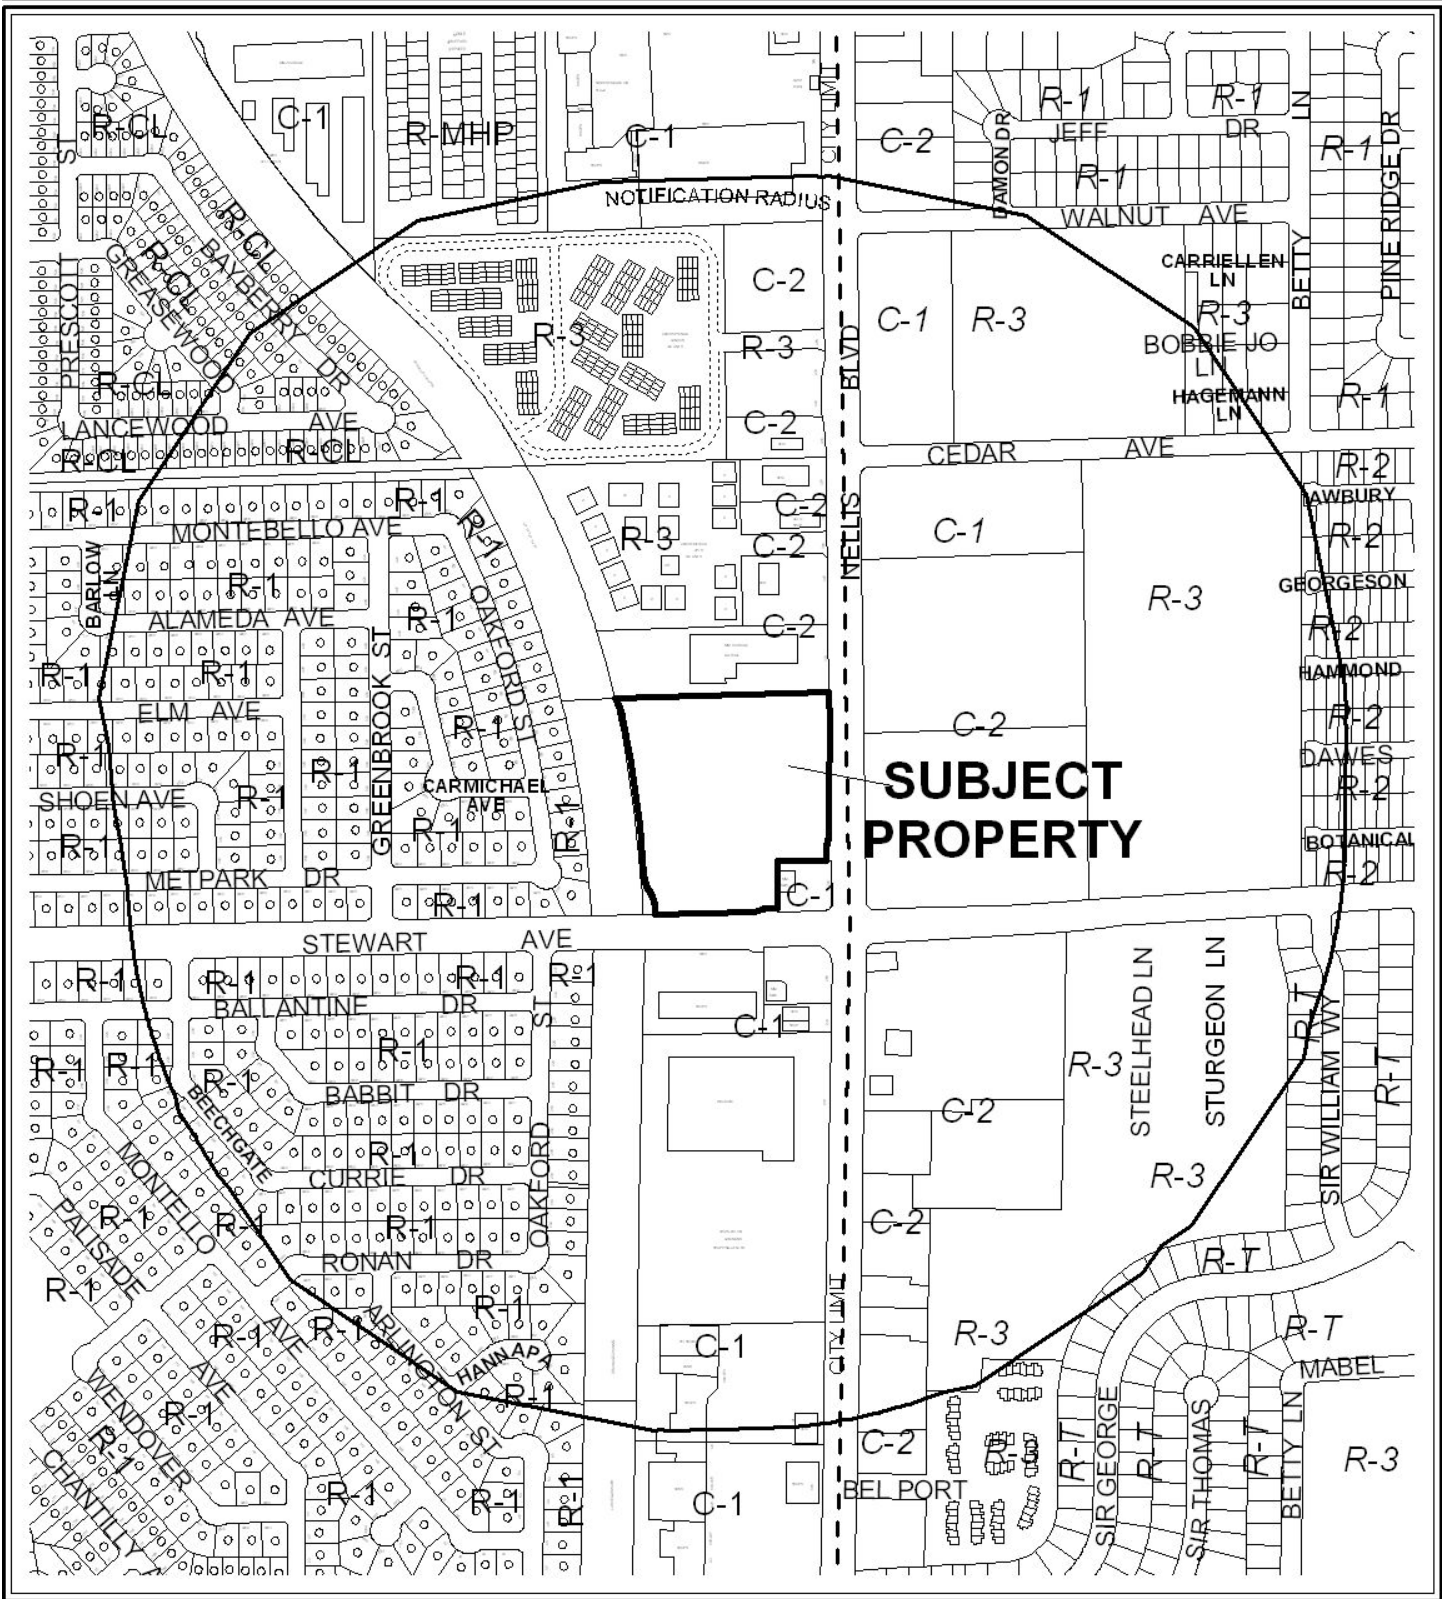 R-CL
C-1
R-MHP
C-1
CITY LIMIT
C-2
R-1
R-1
JEFF
DR
LN
R-1
PINE RIDGE DR
ST
DAMON DR
R-1
NOTIFICATION RADIUS
WALNUT AVE
R-CL
BAYBERRY DR
R-CL
GREASEWOOD
PRESCOTT
C-2
CARRIELLEN
LN
BETTY
C-1
R-3
R-3
R-3
R-3
BLVD
BOBBIE JO
LN
R-CL
HAGEMANN
LN
R-1
LANCEWOOD
AVE
C-2
R-CL
R-CL
CEDAR
AVE
R-2
R-1
R-1
AWBURY
C-2
NELLIS
MONTEBELLO AVE
R-1
R-3
C-2
C-1
R-2
BARLOW
LN
R-1
GEORGESON
R-3
ALAMEDA AVE
R-1
OAKFORD ST
C-2
R-2
GREENBROOK ST
R-1
R-1
HAMMOND
ELM AVE
R-1
C-2
R-2
R-1
R-1
DAWES
SUBJECT
PROPERTY
CARMICHAEL
AVE
SHOEN AVE
R-1
R-2
R-1
R-1
R-1
BOTANICAL
METPARK DR
R-1
C-1
R-2
STEWART
AVE
R-1
R-1
R-1
R-1
STEELHEAD LN
STURGEON LN
BALLANTINE
DR
ST
C-1
R-T
SIR WILLIAM WY
R-1
R-1
R-1
R-1
R-3
R-T
BEECHGATE
BABBIT DR
C-2
MONTELLO
R-1
OAKFORD
CURRIE DR
R-3
PALISADE
R-1
R-1
R-1
C-2
RONAN DR
R-T
R-1
CITY LIMIT
R-1
R-1
R-1
AVE
ARLINGTON ST
C-1
R-3
R-T
HANNAPA
MABEL
AVE
WENDOVER
R-1
R-1
SIR GEORGE
SIR THOMAS
BETTY LN
R-1
C-2
R-3
R-T
R-T
R-T
R-3
CHANTILLY
R-1
R-1
R-1
C-1
BEL PORT